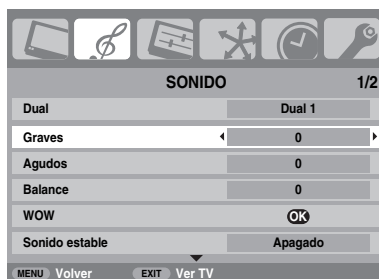 SONIDO 1/2
Dual Dual 1
Graves 0
Agudos 0
Balance 0
WOW OK
Sonido estable Apagado
MENU Volver EXIT Ver TV